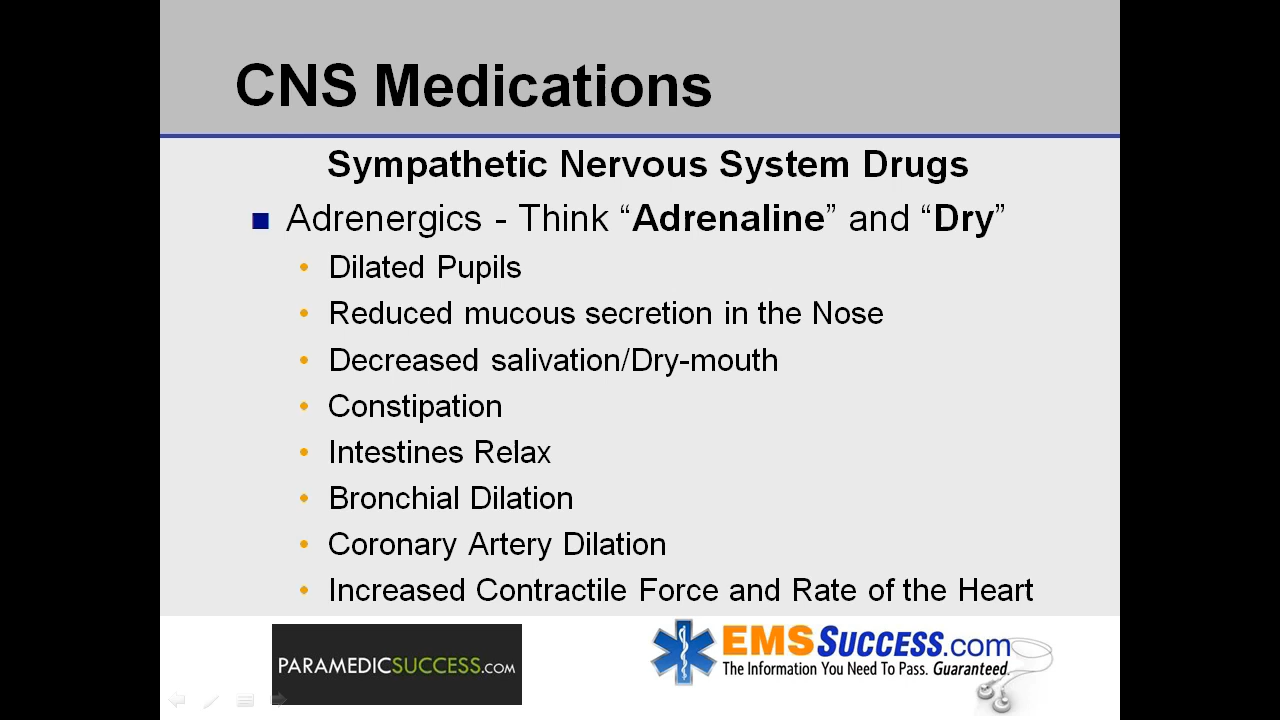 CNS Medications
Sympathetic Nervous System Drugs
Adrenergics - Think “Adrenaline” and “Dry”
Dilated Pupils
Reduced mucous secretion in the Nose
Decreased salivation/Dry-mouth
Constipation
Intestines Relax
Bronchial Dilation
Coronary Artery Dilation
Increased Contractile Force and Rate of the Heart
PARAMEDICSUCCESS.COM
EMSSUCCESS.com
The Information You Need To Pass. Guaranteed.